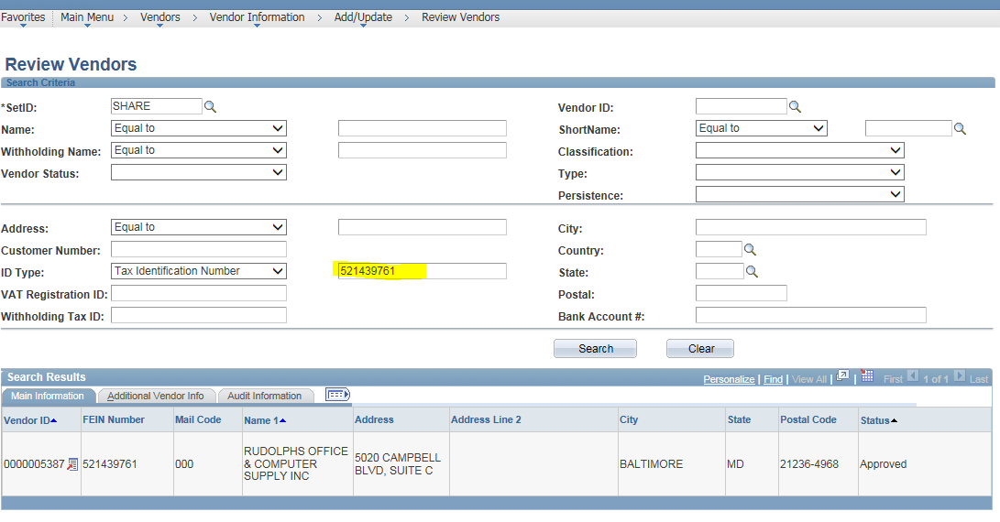 Favorites Main Menu > Vendors > Vendor Information > Add/Update > Review Vendors
Review Vendors
Search Criteria
*SetID: SHARE Vendor ID:
Name: Equal to ShortName: Equal to
Withholding Name: Equal to Classification:
Vendor Status: Type:
Persistence:
Address: Equal to City:
Customer Number: Country:
ID Type: Tax Identification Number 521439761 State:
VAT Registration ID: Postal:
Withholding Tax ID: Bank Account #:
Search Clear
Search Results Personalize | Find | View All | | First 1 of 1 Last
Main Information Additional Vendor Info Audit Information
Vendor ID FEIN Number Mail Code Name 1 Address Address Line 2 City State Postal Code Status
0000005387 521439761 000 RUDOLPHS OFFICE & COMPUTER SUPPLY INC 5020 CAMPBELL BLVD, SUITE C BALTIMORE MD 21236-4968 Approved